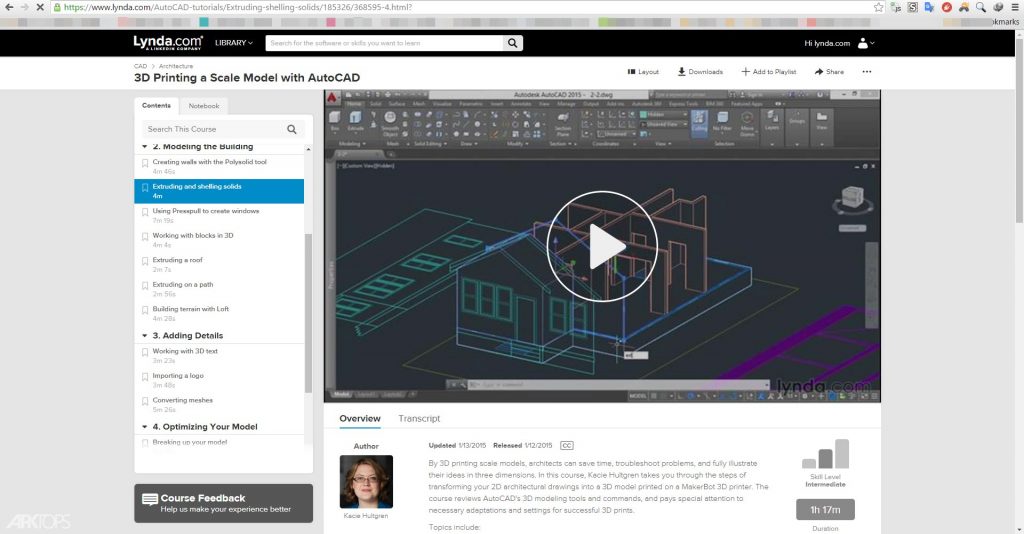 https://www.lynda.com/AutoCAD-tutorials/Extruding-shelling-solids/185326/368595-4.html?
Lynda.com
A LINKEDIN COMPANY
LIBRARY
Search for the software or skills you want to learn
Hi lynda.com
CAD > Architecture
3D Printing a Scale Model with AutoCAD
Layout
Downloads
Add to Playlist
Share
Contents
Notebook
Search This Course
2. Modeling the Building
Creating walls with the Polysolid tool
4m 46s
Extruding and shelling solids
4m
Using Presspull to create windows
7m 19s
Working with blocks in 3D
4m 4s
Extruding a roof
2m 7s
Extruding on a path
2m 56s
Building terrain with Loft
4m 28s
3. Adding Details
Working with 3D text
3m 23s
Importing a logo
3m 48s
Converting meshes
5m 26s
4. Optimizing Your Model
Breaking up your model
Autodesk AutoCAD 2015 - 2-2.dwg
lynda.com
Overview
Transcript
Author
Kacie Hultgren
Updated 1/13/2015 Released 1/12/2015 CC
By 3D printing scale models, architects can save time, troubleshoot problems, and fully illustrate
their ideas in three dimensions. In this course, Kacie Hultgren takes you through the steps of
transforming your 2D architectural drawings into a 3D model printed on a MakerBot 3D printer. The
course reviews AutoCAD's 3D modeling tools and commands, and pays special attention to
necessary adaptations and settings for successful 3D prints.
Topics include:
Skill Level
Intermediate
1h 17m
Duration
Course Feedback
Help us make your experience better